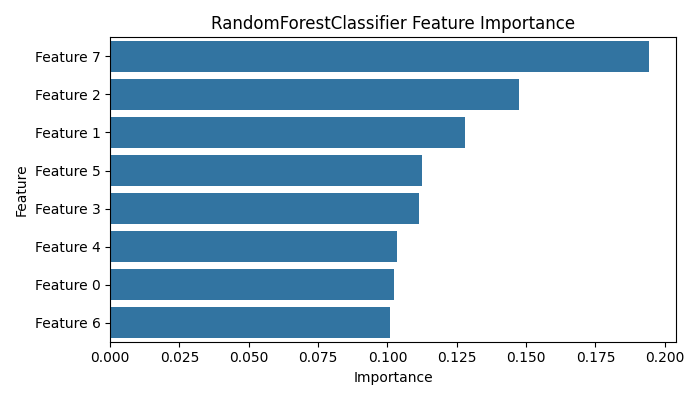 RandomForestClassifier Feature Importance
Feature 7
Feature 2
Feature 1
Feature 5
Feature 3
Feature 4
Feature 0
Feature 6
Feature
0.000 0.025 0.050 0.075 0.100 0.125 0.150 0.175 0.200
Importance